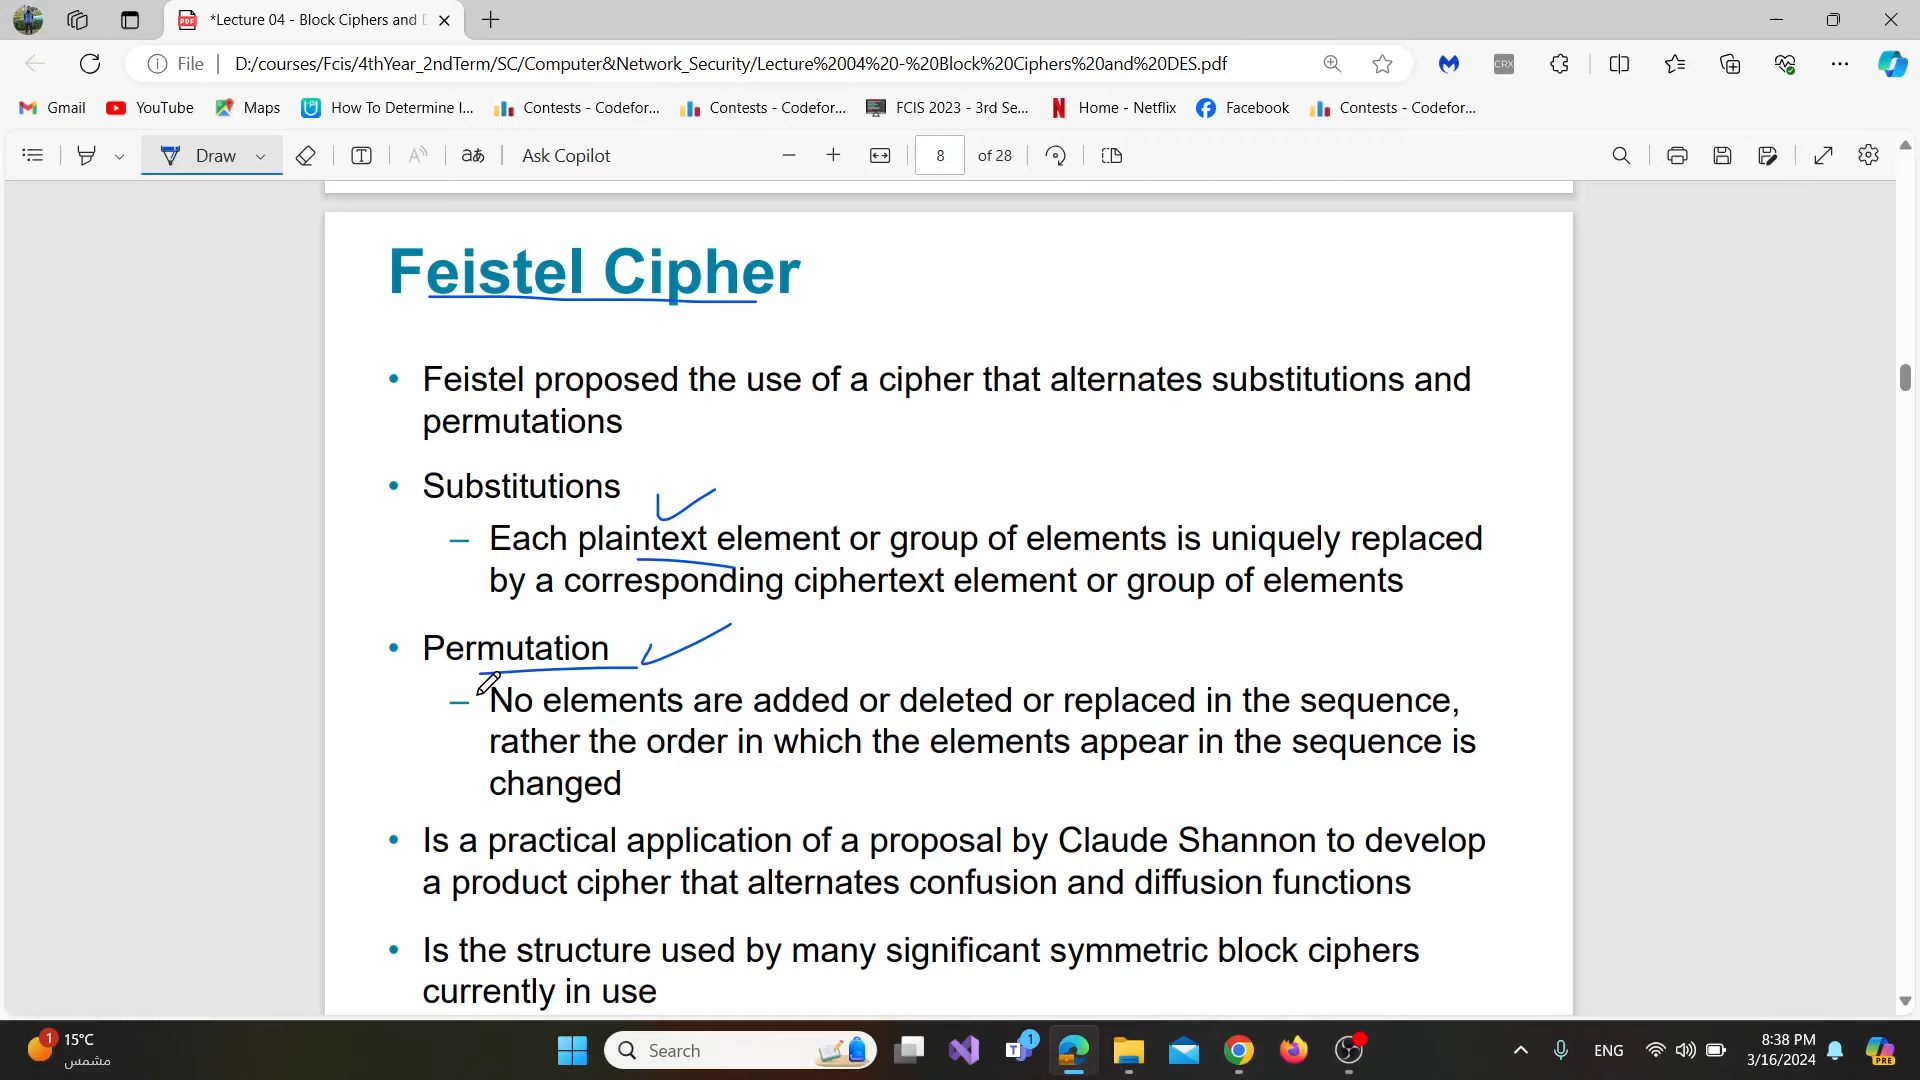 *Lecture 04 - Block Ciphers and
File
D:/courses/Fcis/4thYear_2ndTerm/SC/Computer&Network_Security/Lecture%2004%20-%20Block%20Ciphers%20and%20DES.pdf
CRX
Gmail YouTube Maps How To Determine I... Contests - Codefor... Contests - Codefor... FCIS 2023 - 3rd Se... Home - Netflix Facebook Contests - Codefor...
Draw aあ Ask Copilot 8 of 28
Feistel Cipher
• Feistel proposed the use of a cipher that alternates substitutions and
permutations
• Substitutions
– Each plaintext element or group of elements is uniquely replaced
by a corresponding ciphertext element or group of elements
• Permutation
– No elements are added or deleted or replaced in the sequence,
rather the order in which the elements appear in the sequence is
changed
• Is a practical application of a proposal by Claude Shannon to develop
a product cipher that alternates confusion and diffusion functions
• Is the structure used by many significant symmetric block ciphers
currently in use
1
15°C
مشمس
Search
1
ENG
8:38 PM
3/16/2024
PRE